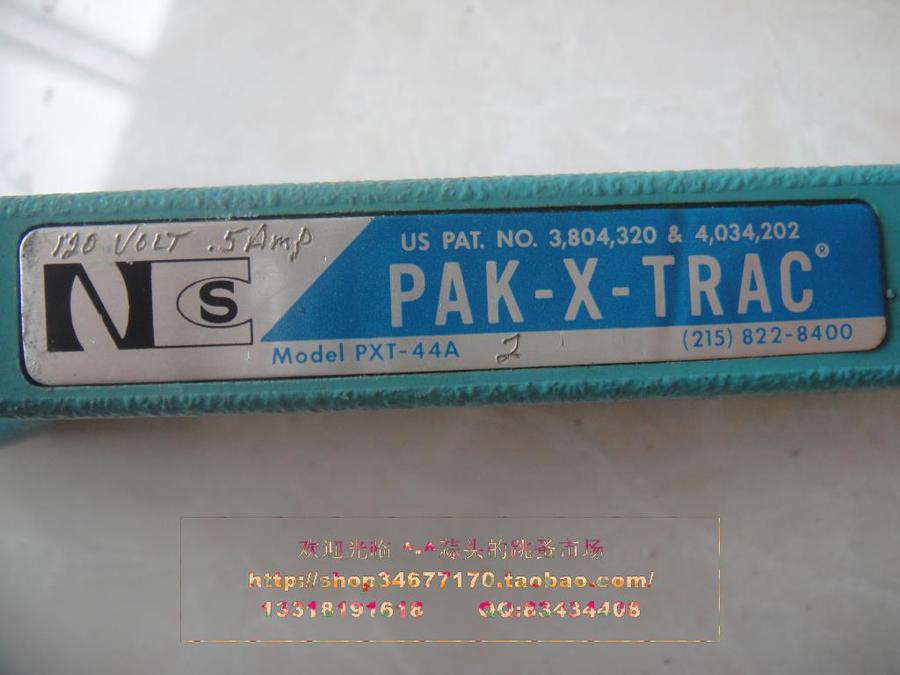 120 VOLT .5 Amp
NCS
US PAT. NO. 3,804,320 & 4,034,202
PAK-X-TRAC®
Model PXT-44A 2 (215) 822-8400
欢迎光临 ^-^蒜头的跳蚤市场
http://shop34677170.taobao.com/
13318191618 QQ:83434408